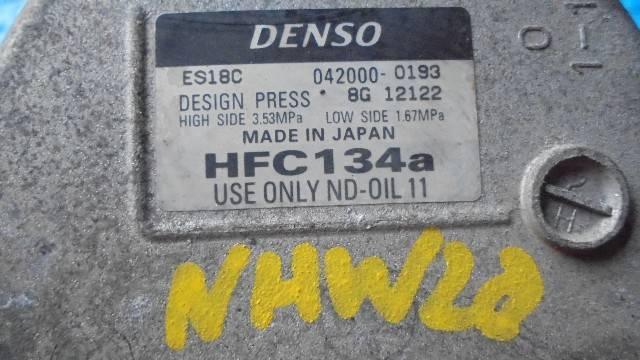 DENSO
ES18C 042000-0193
DESIGN PRESS 8G 12122
HIGH SIDE 3.53MPa LOW SIDE 1.67MPa
MADE IN JAPAN
HFC134a
USE ONLY ND-OIL 11
NHW20